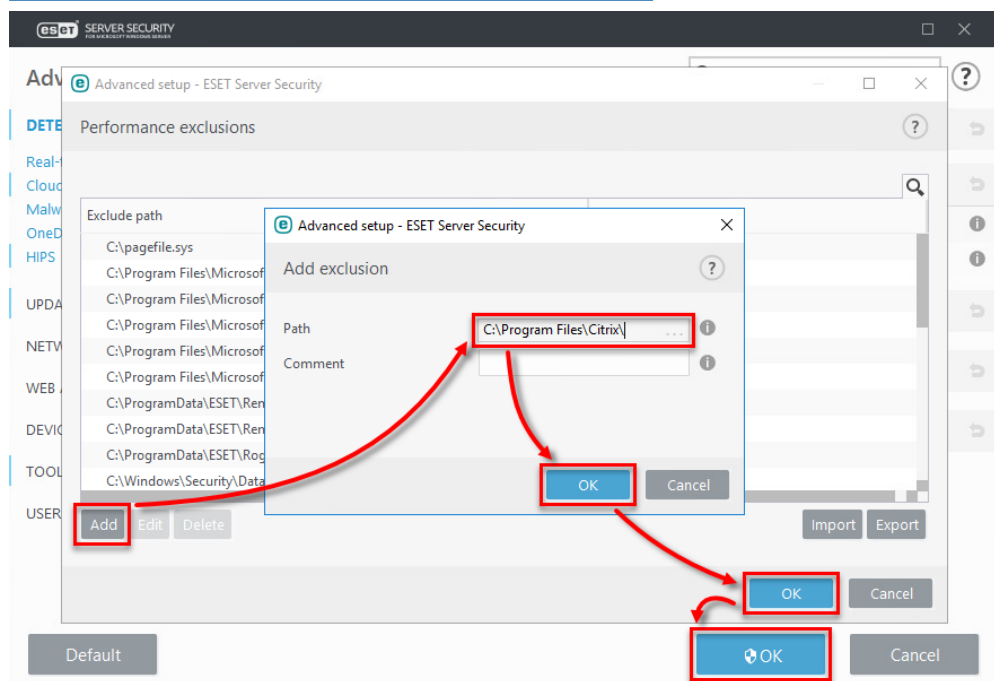 eset SERVER SECURITY
FOR MICROSOFT WINDOWS SERVER
Adv
Advanced setup - ESET Server Security
?
DETE
Performance exclusions
?
Real-t
Cloud
Malw
OneD
HIPS
UPDA
NETW
WEB
DEVIC
TOOL
USER
Exclude path
C:\pagefile.sys
C:\Program Files\Microsof
C:\Program Files\Microsof
C:\Program Files\Microsof
C:\Program Files\Microsof
C:\Program Files\Microsof
C:\ProgramData\ESET\Ren
C:\ProgramData\ESET\Ren
C:\ProgramData\ESET\Rog
C:\Windows\Security\Data
Advanced setup - ESET Server Security
Add exclusion
?
Path C:\Program Files\Citrix\ ...
Comment
OK Cancel
Add Edit Delete Import Export
OK Cancel
Default OK Cancel